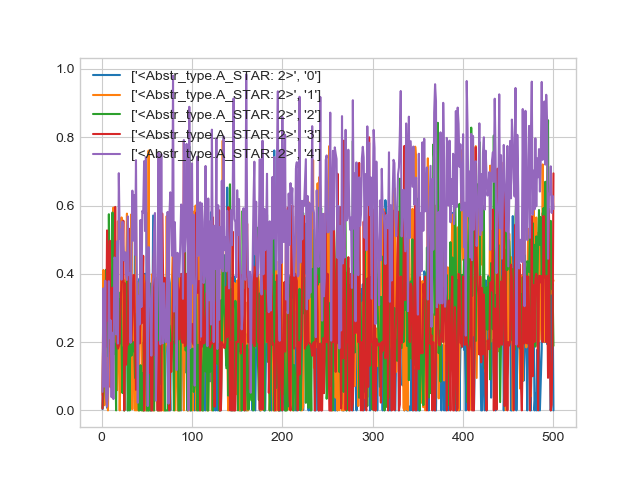 ['<Abstr_type.A_STAR: 2>', '0']
['<Abstr_type.A_STAR: 2>', '1']
['<Abstr_type.A_STAR: 2>', '2']
['<Abstr_type.A_STAR: 2>', '3']
['<Abstr_type.A_STAR: 2>', '4']
1.0
0.8
0.6
0.4
0.2
0.0
0 100 200 300 400 500